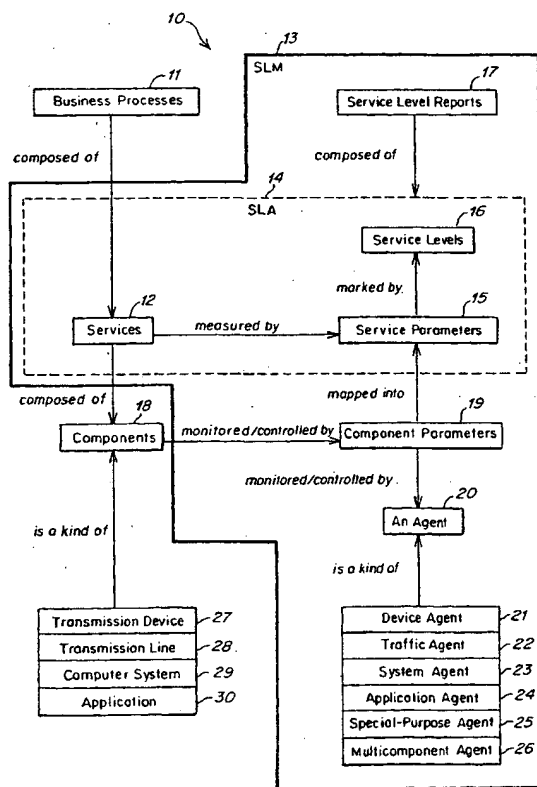 10
13
SLM
11
Business Processes
17
Service Level Reports
composed of
composed of
14
SLA
16
Service Levels
marked by
12
Services
measured by
15
Service Parameters
composed of
mapped into
18
Components
monitored/controlled by
19
Component Parameters
monitored/controlled by
20
An Agent
is a kind of
is a kind of
Transmission Device 27
Transmission Line 28
Computer System 29
Application 30
Device Agent 21
Traffic Agent 22
System Agent 23
Application Agent 24
Special-Purpose Agent 25
Multicomponent Agent 26